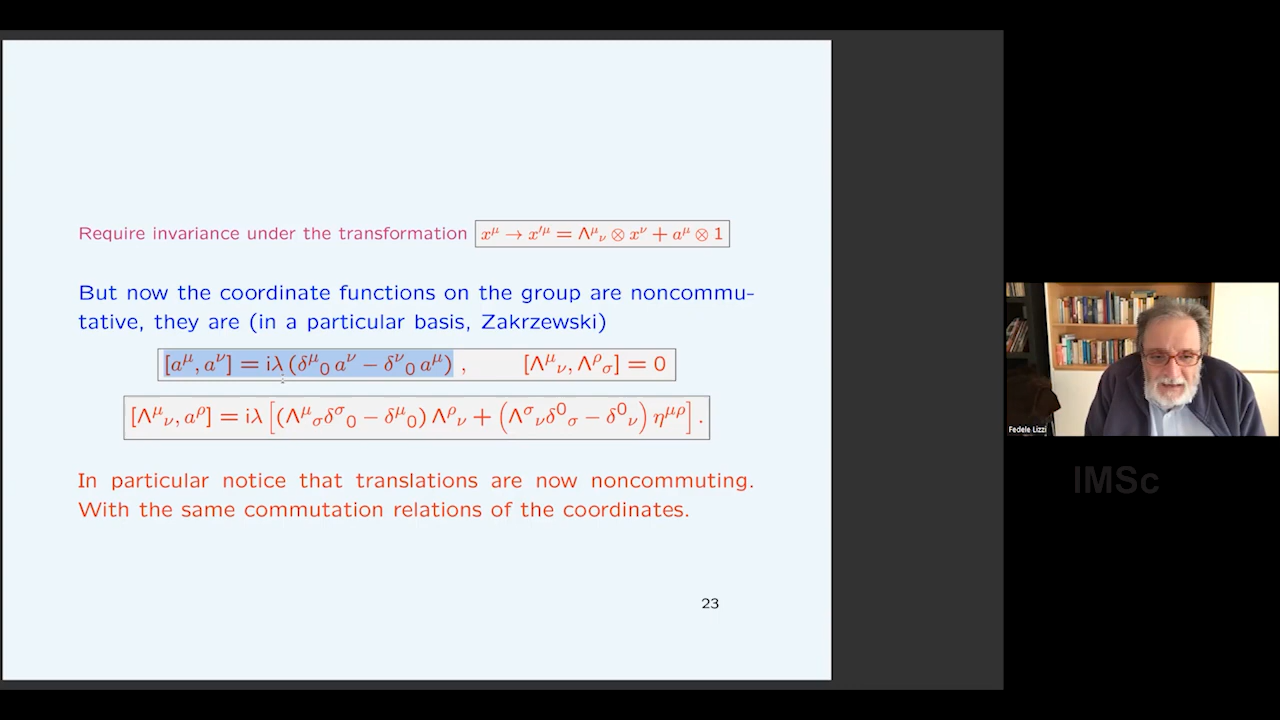 Require invariance under the transformation x^μ → x'^μ = Λ^μ_ν ⊗ x^ν + a^μ ⊗ 1
But now the coordinate functions on the group are noncommu-
tative, they are (in a particular basis, Zakrzewski)
[a^μ, a^ν] = iλ (δ^μ_0 a^ν − δ^ν_0 a^μ) , [Λ^μ_ν, Λ^ρ_σ] = 0
[Λ^μ_ν, a^ρ] = iλ [(Λ^μ_σ δ^σ_0 − δ^μ_0) Λ^ρ_ν + (Λ^σ_ν δ^0_σ − δ^0_ν) η^{μρ}] .
In particular notice that translations are now noncommuting.
With the same commutation relations of the coordinates.
23
Fedele Lizzi
IMSc